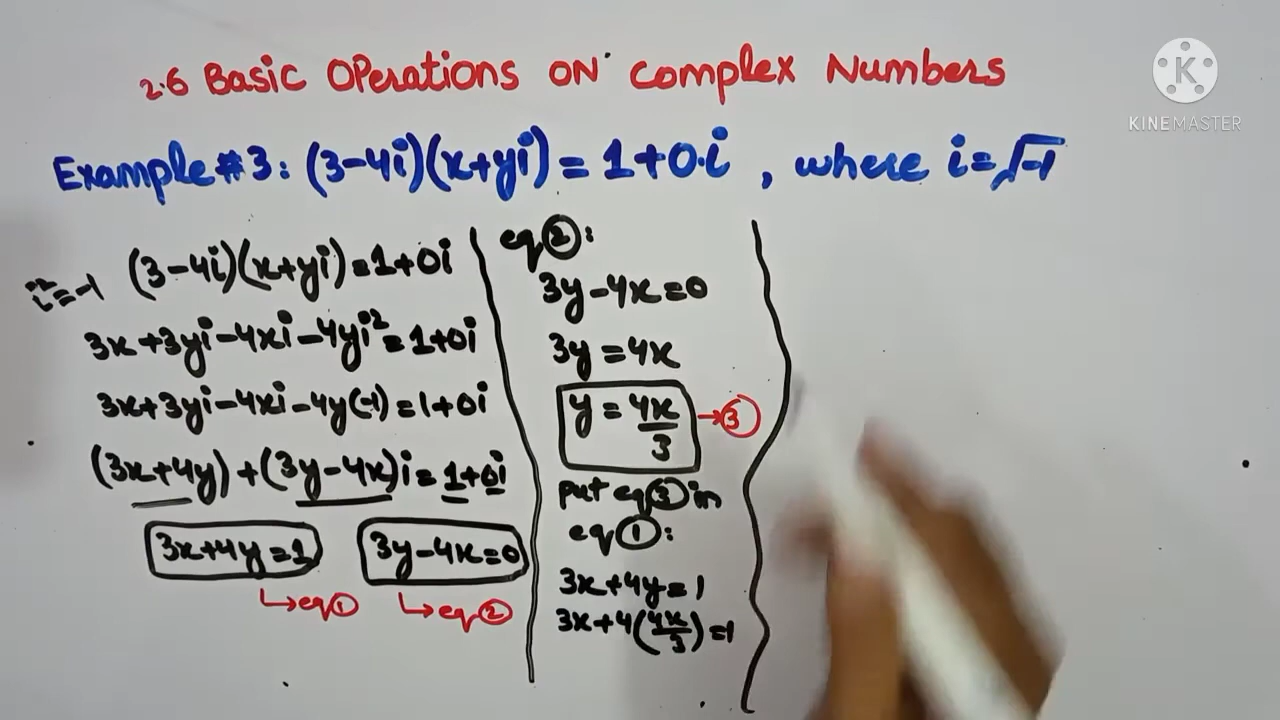 2.6 Basic Operations ON Complex Numbers
KINEMASTER
Example#3: (3-4i)(x+yi) = 1+0.i , where i=√-1
(3-4i)(x+yi)=1+0i
i²=-1
3x+3yi-4xi-4yi²=1+0i
3x+3yi-4xi-4y(-1)=1+0i
(3x+4y)+(3y-4x)i=1+0i
3x+4y=1
3y-4x=0
↳eq①
↳eq②
eq②:
3y-4x=0
3y=4x
y=4x/3 →③
put eq③ in
eq①:
3x+4y=1
3x+4(4x/3)=1